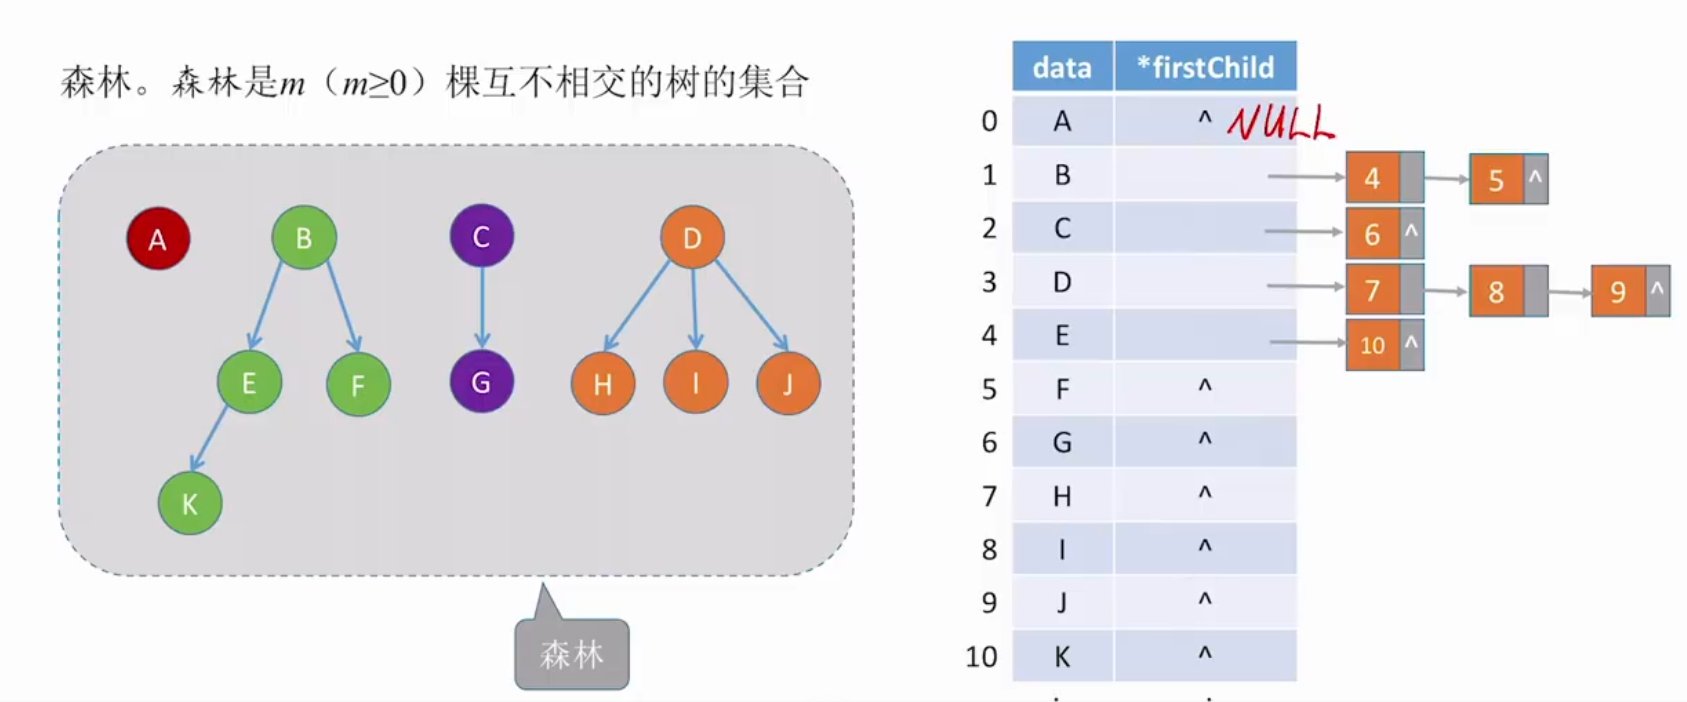 森林。森林是m（m≥0）棵互不相交的树的集合
A B C D
E F G H I J
K
森林
data *firstChild
0 A ^ NULL
1 B 4 5 ^
2 C 6 ^
3 D 7 8 9 ^
4 E 10 ^
5 F ^
6 G ^
7 H ^
8 I ^
9 J ^
10 K ^